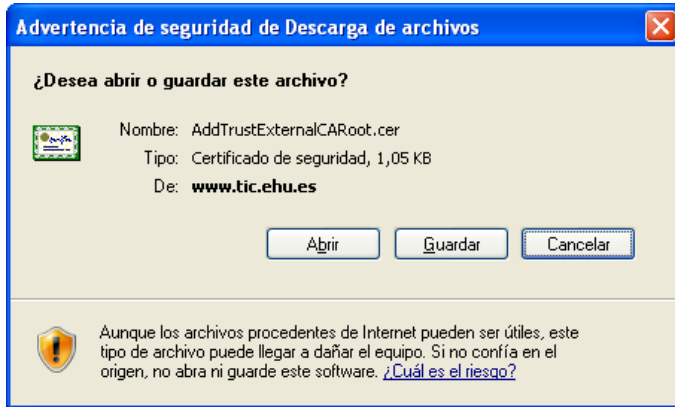 Advertencia de seguridad de Descarga de archivos
¿Desea abrir o guardar este archivo?
Nombre: AddTrustExternalCARoot.cer
Tipo: Certificado de seguridad, 1,05 KB
De: www.tic.ehu.es
Abrir Guardar Cancelar
Aunque los archivos procedentes de Internet pueden ser útiles, este
tipo de archivo puede llegar a dañar el equipo. Si no confía en el
origen, no abra ni guarde este software. ¿Cuál es el riesgo?